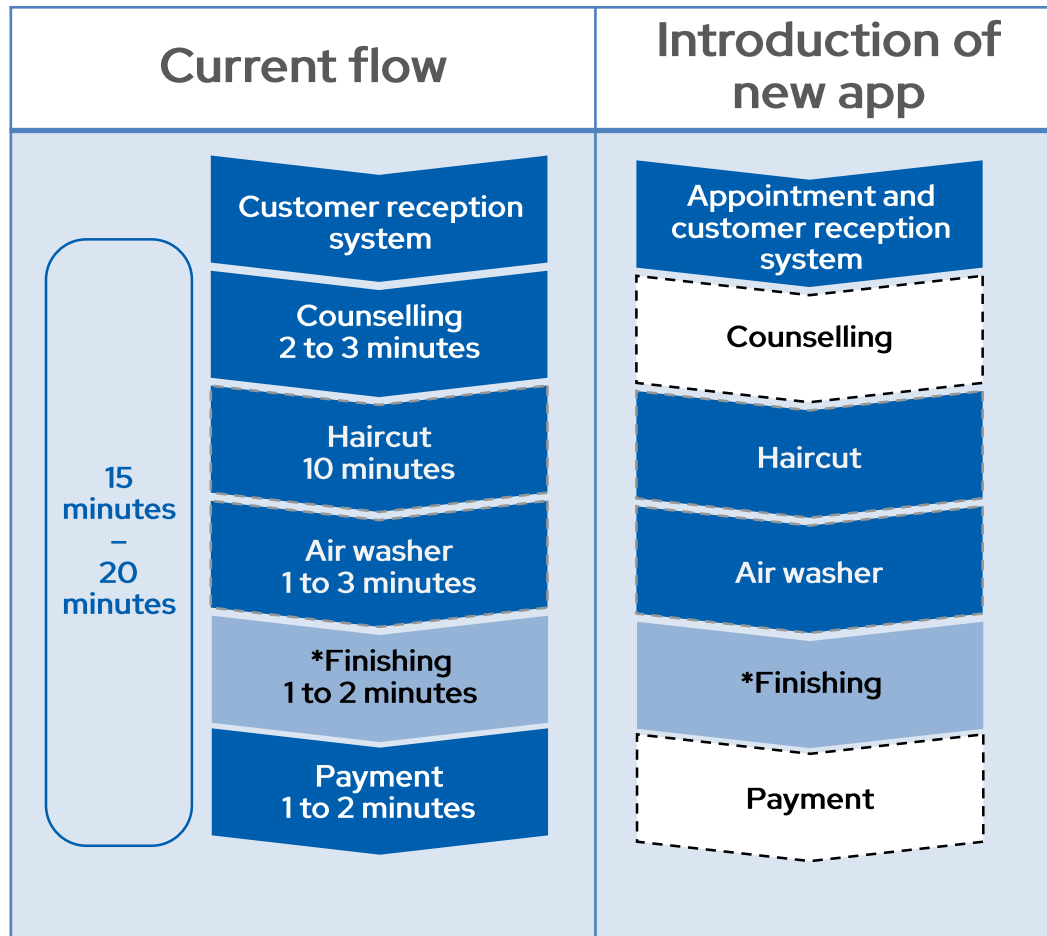 Current flow
Introduction of
new app
15
minutes
–
20
minutes
Customer reception
system
Counselling
2 to 3 minutes
Haircut
10 minutes
Air washer
1 to 3 minutes
*Finishing
1 to 2 minutes
Payment
1 to 2 minutes
Appointment and
customer reception
system
Counselling
Haircut
Air washer
*Finishing
Payment